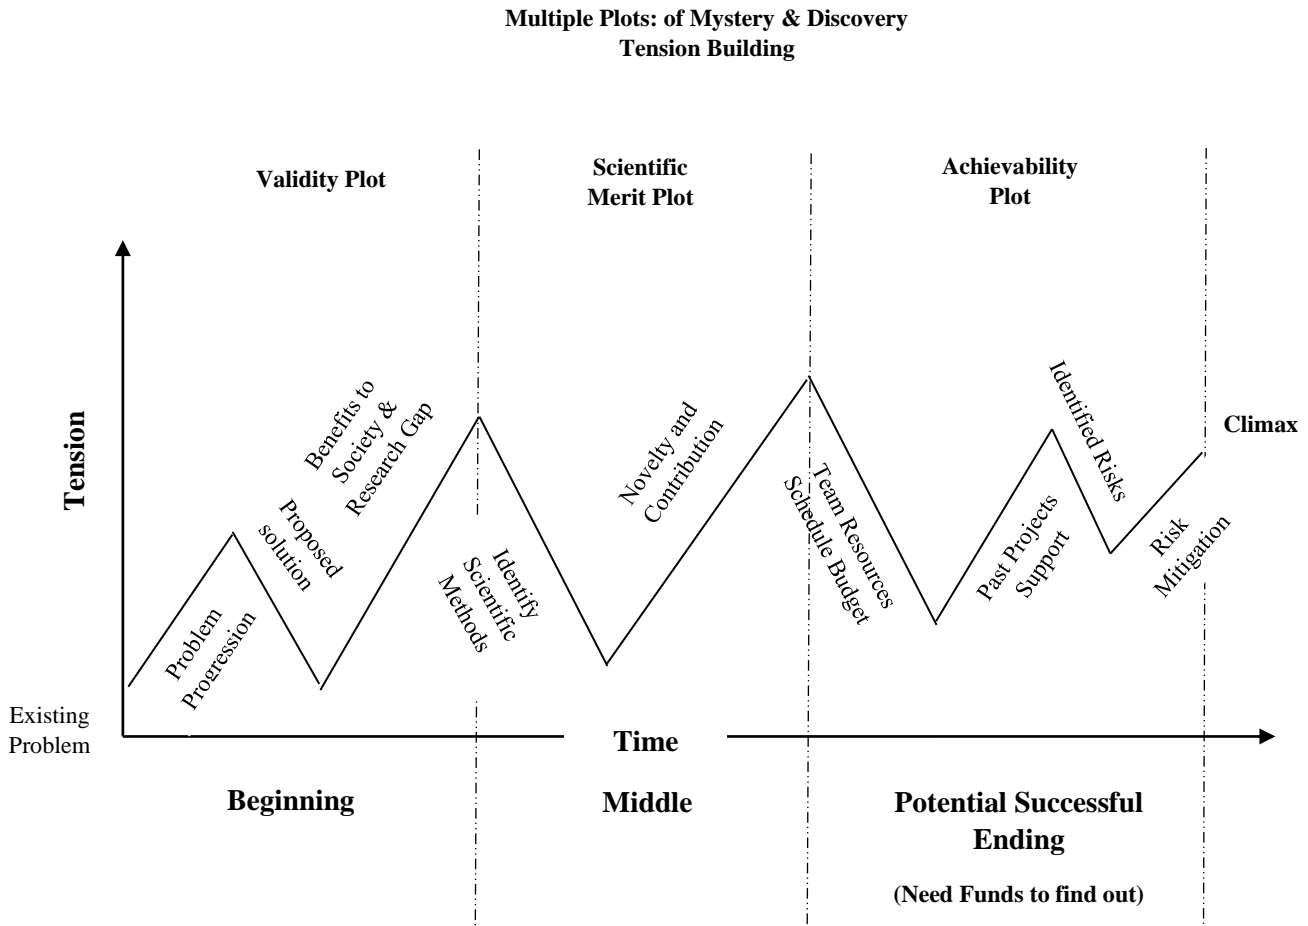 Multiple Plots: of Mystery & Discovery
Tension Building
Validity Plot
Scientific
Merit Plot
Achievability
Plot
Tension
Benefits to
Society &
Research Gap
Proposed
solution
Problem
Progression
Identify
Scientific
Methods
Novelty and
Contribution
Team Resources
Schedule Budget
Past Projects
Support
Identified Risks
Risk
Mitigation
Climax
Existing
Problem
Time
Beginning
Middle
Potential Successful
Ending
(Need Funds to find out)